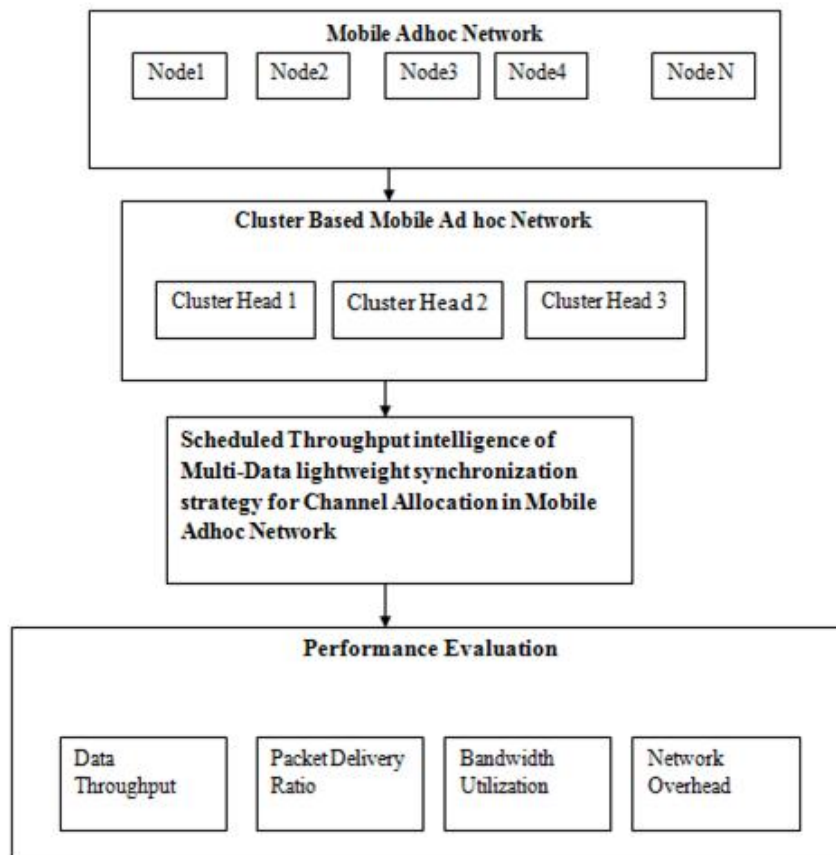 Mobile Adhoc Network
Node1 Node2 Node3 Node4 Node N
Cluster Based Mobile Ad hoc Network
Cluster Head 1 Cluster Head 2 Cluster Head 3
Scheduled Throughput intelligence of
Multi-Data lightweight synchronization
strategy for Channel Allocation in Mobile
Adhoc Network
Performance Evaluation
Data
Throughput
Packet Delivery
Ratio
Bandwidth
Utilization
Network
Overhead